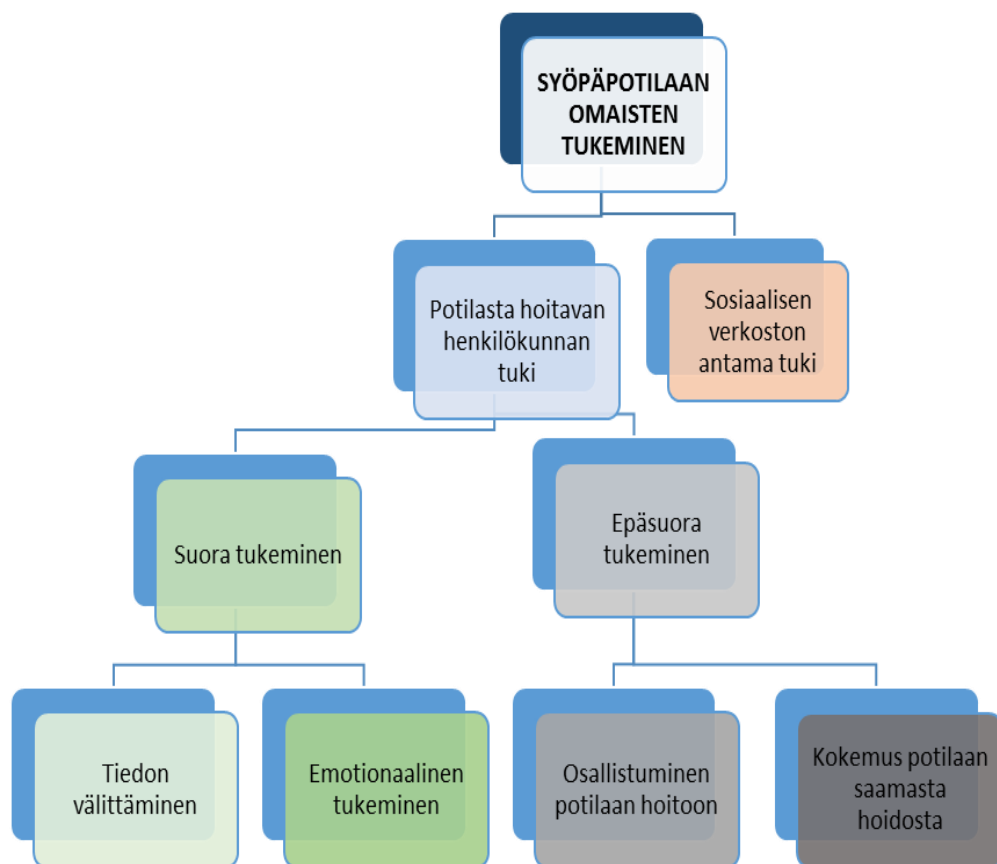 SYÖPÄPOTILAAN
OMAISTEN
TUKEMINEN
Potilasta hoitavan
henkilökunnan
tuki
Sosiaalisen
verkoston
antama tuki
Suora tukeminen
Epäsuora
tukeminen
Tiedon
välittäminen
Emotionaalinen
tukeminen
Osallistuminen
potilaan hoitoon
Kokemus potilaan
saamasta
hoidosta